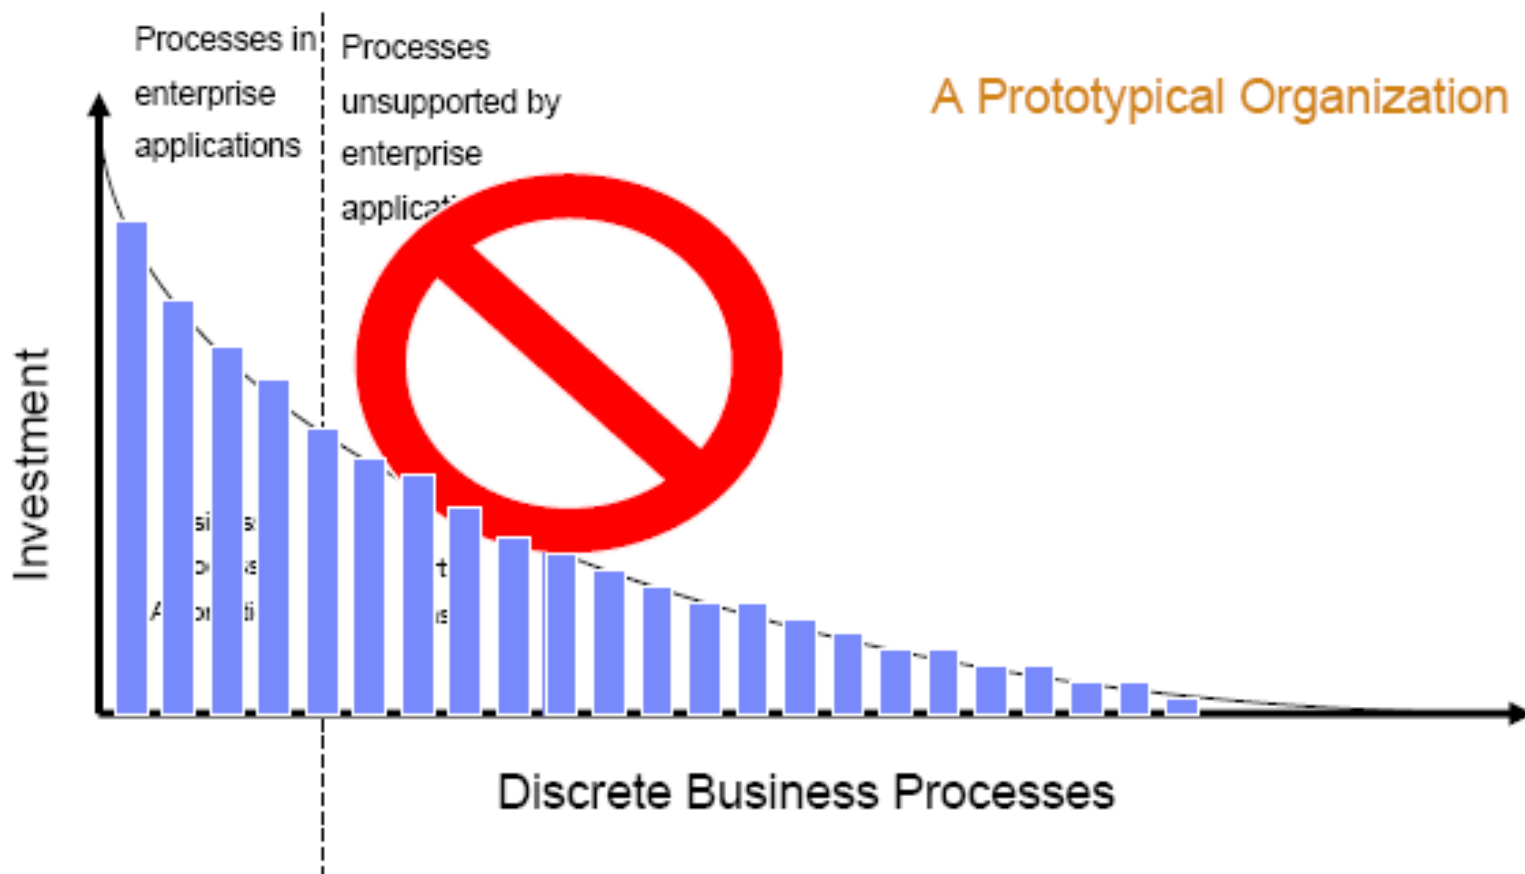 Processes in
enterprise
applications
Processes
unsupported by
enterprise
A Prototypical Organization
Investment
Discrete Business Processes